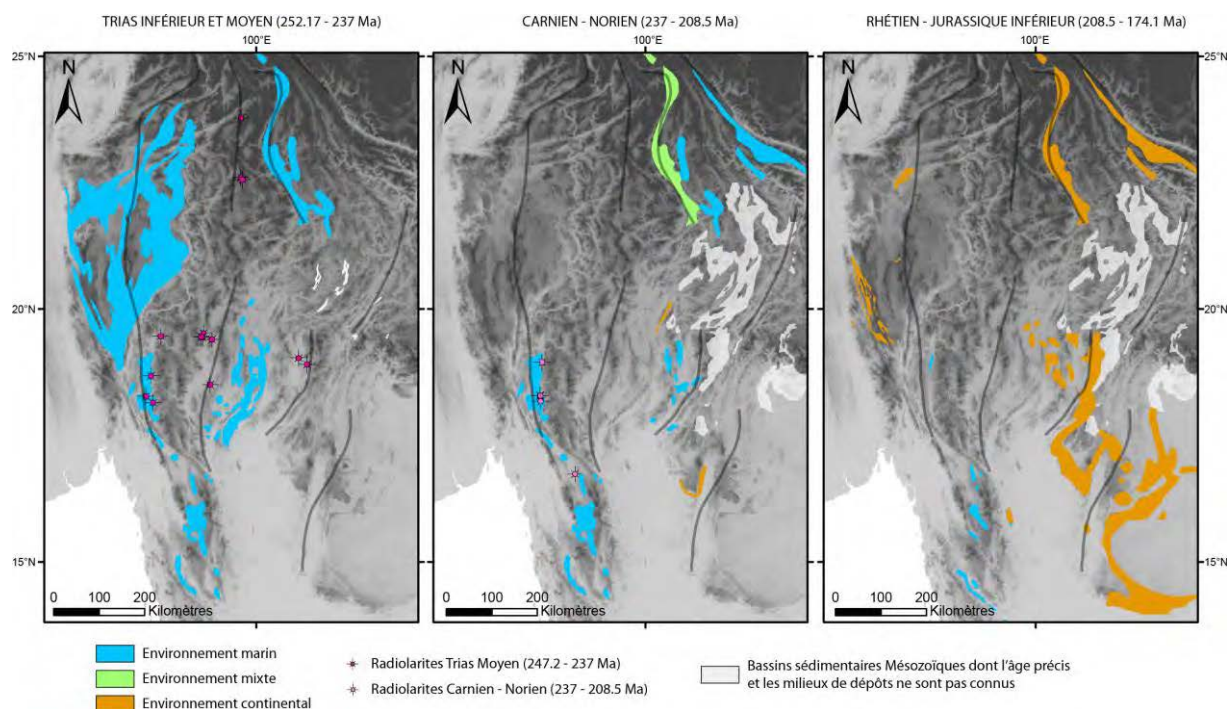 TRIAS INFÉRIEUR ET MOYEN (252.17 - 237 Ma)
CARNIEN - NORIEN (237 - 208.5 Ma)
RHÉTIEN - JURASSIQUE INFÉRIEUR (208.5 - 174.1 Ma)
100°E
100°E
100°E
25°N
25°N
N
N
N
20°N
20°N
15°N
15°N
0 100 200
Kilomètres
0 100 200
Kilomètres
0 100 200
Kilomètres
Environnement marin
Environnement mixte
Environnement continental
Radiolarites Trias Moyen (247.2 - 237 Ma)
Radiolarites Carnien - Norien (237 - 208.5 Ma)
Bassins sédimentaires Mésozoïques dont l'âge précis
et les milieux de dépôts ne sont pas connus